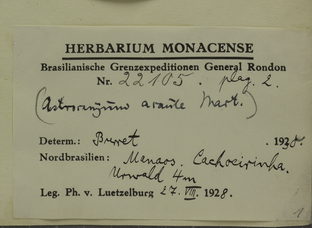 HERBARIUM MONACENSE
Brasilianische Grenzexpeditionen General Rondon
Nr. 22105. plag. 2.
(Astrocaryum acaule Mart.)
Determ.: Burret . 1930.
Nordbrasilien: Manaos. Cachoeirinha.
Urwald 4m
Leg. Ph. v. Luetzelburg 27. VIII. 1928.
1